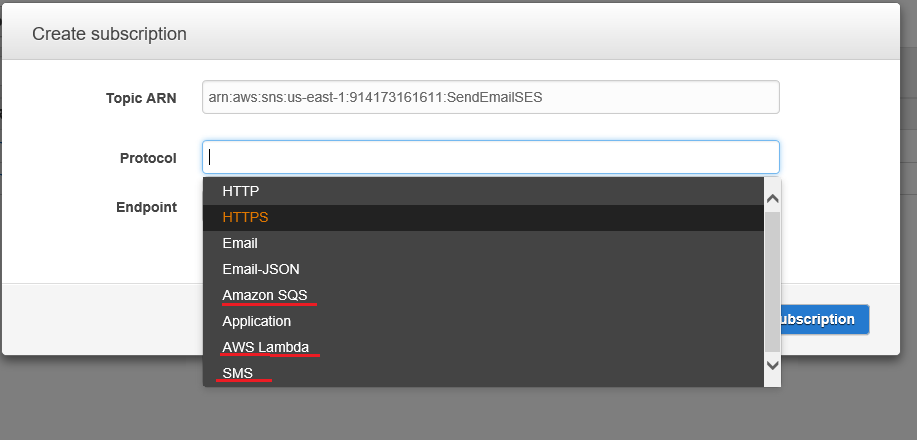 Create subscription
Topic ARN
arn:aws:sns:us-east-1:914173161611:SendEmailSES
Protocol
HTTP
Endpoint
HTTPS
Email
Email-JSON
Amazon SQS
Application
ubscription
AWS Lambda
SMS